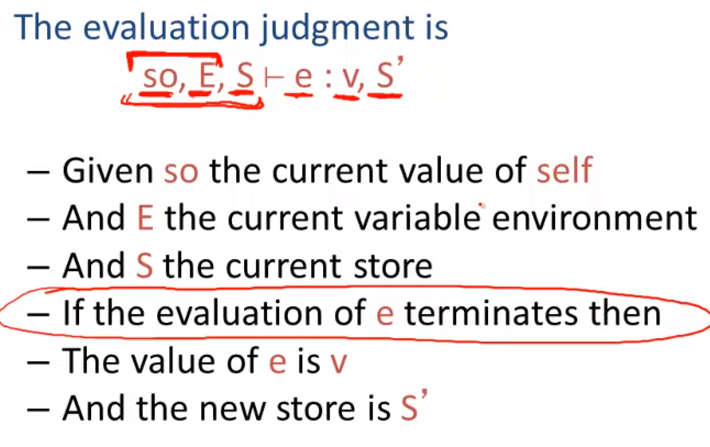 The evaluation judgment is
so, E, S ⊢ e : v, S’
– Given so the current value of self
– And E the current variable environment
– And S the current store
– If the evaluation of e terminates then
– The value of e is v
– And the new store is S’